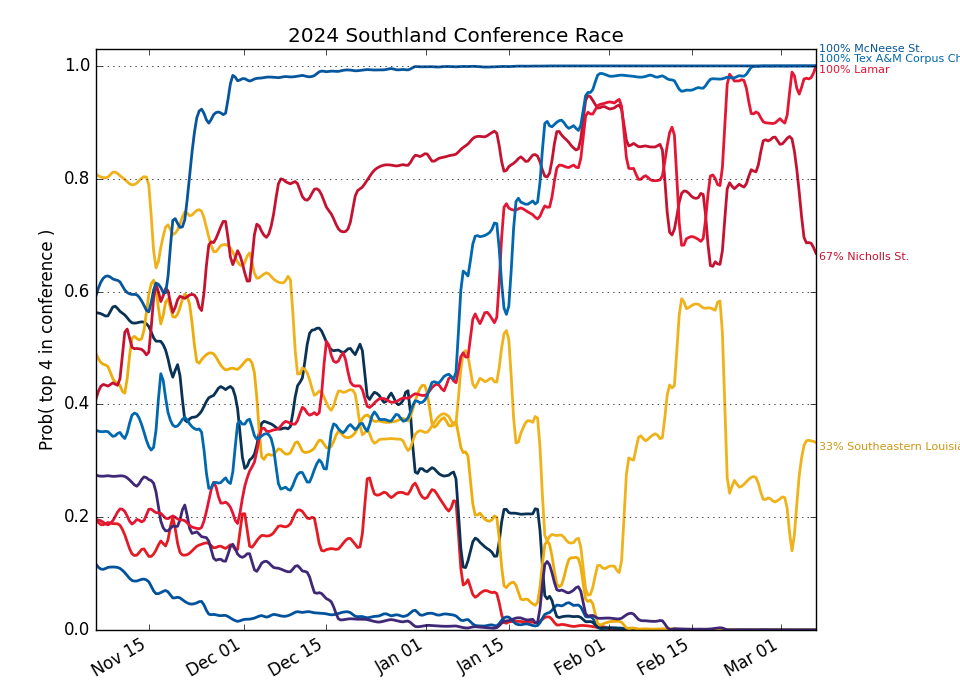 2024 Southland Conference Race
100% McNeese St.
100% Tex A&M Corpus Ch
100% Lamar
67% Nicholls St.
33% Southeastern Louisia
Prob( top 4 in conference )
1.0
0.8
0.6
0.4
0.2
0.0
Nov 15
Dec 01
Dec 15
Jan 01
Jan 15
Feb 01
Feb 15
Mar 01